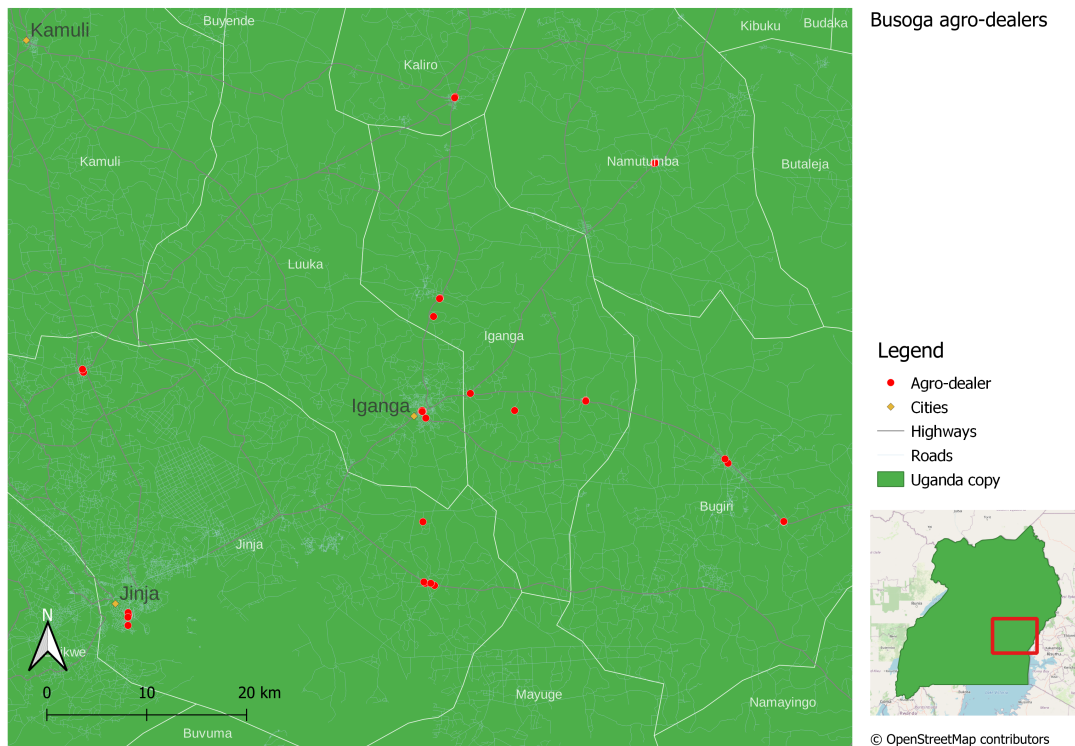 Busoga agro-dealers
Kamuli
Buyende
Kibuku
Budaka
Kaliro
Kamuli
Namutumba
Butaleja
Luuka
Iganga
Iganga
Bugiri
Jinja
Jinja
N
ikwe
Mayuge
Namayingo
Buvuma
0 10 20 km
Legend
Agro-dealer
Cities
Highways
Roads
Uganda copy
© OpenStreetMap contributors